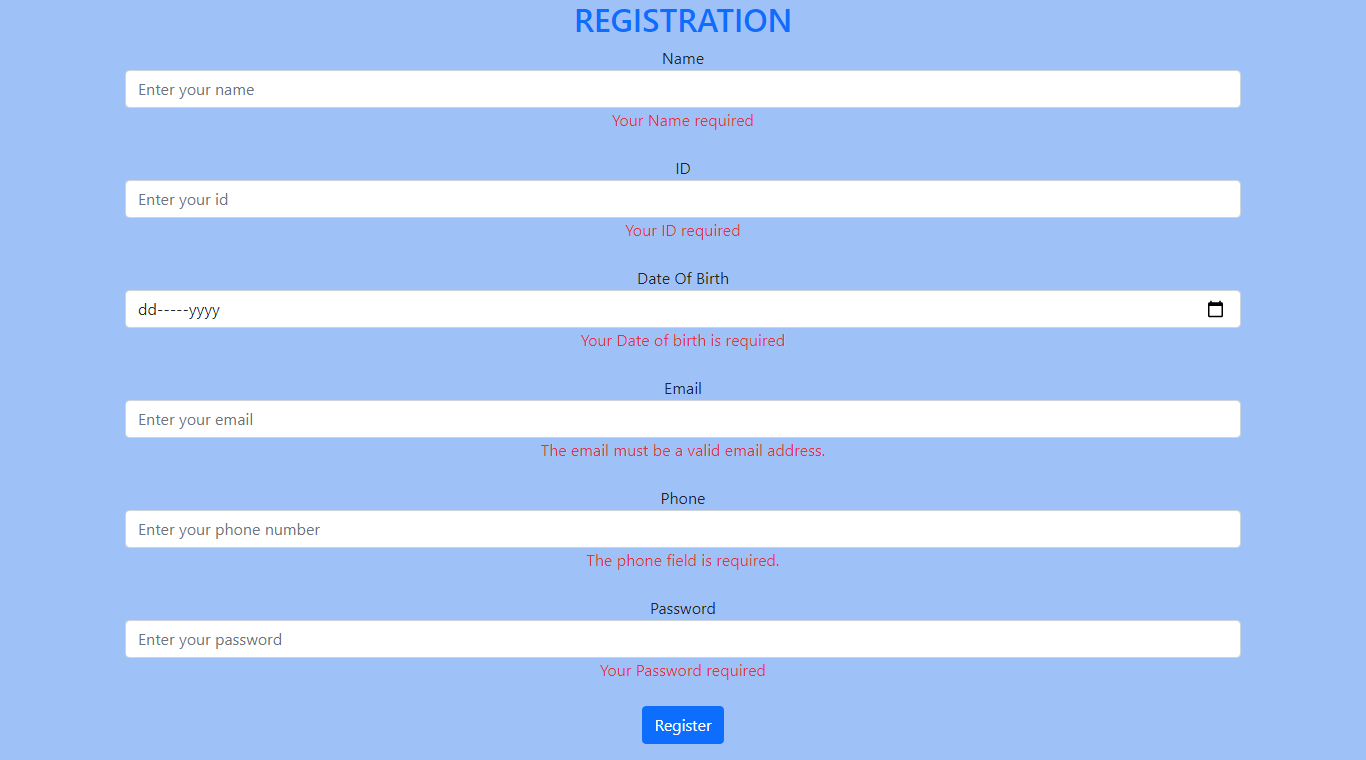 REGISTRATION
Name
Enter your name
Your Name required
ID
Enter your id
Your ID required
Date Of Birth
dd-----yyyy
Your Date of birth is required
Email
Enter your email
The email must be a valid email address.
Phone
Enter your phone number
The phone field is required.
Password
Enter your password
Your Password required
Register